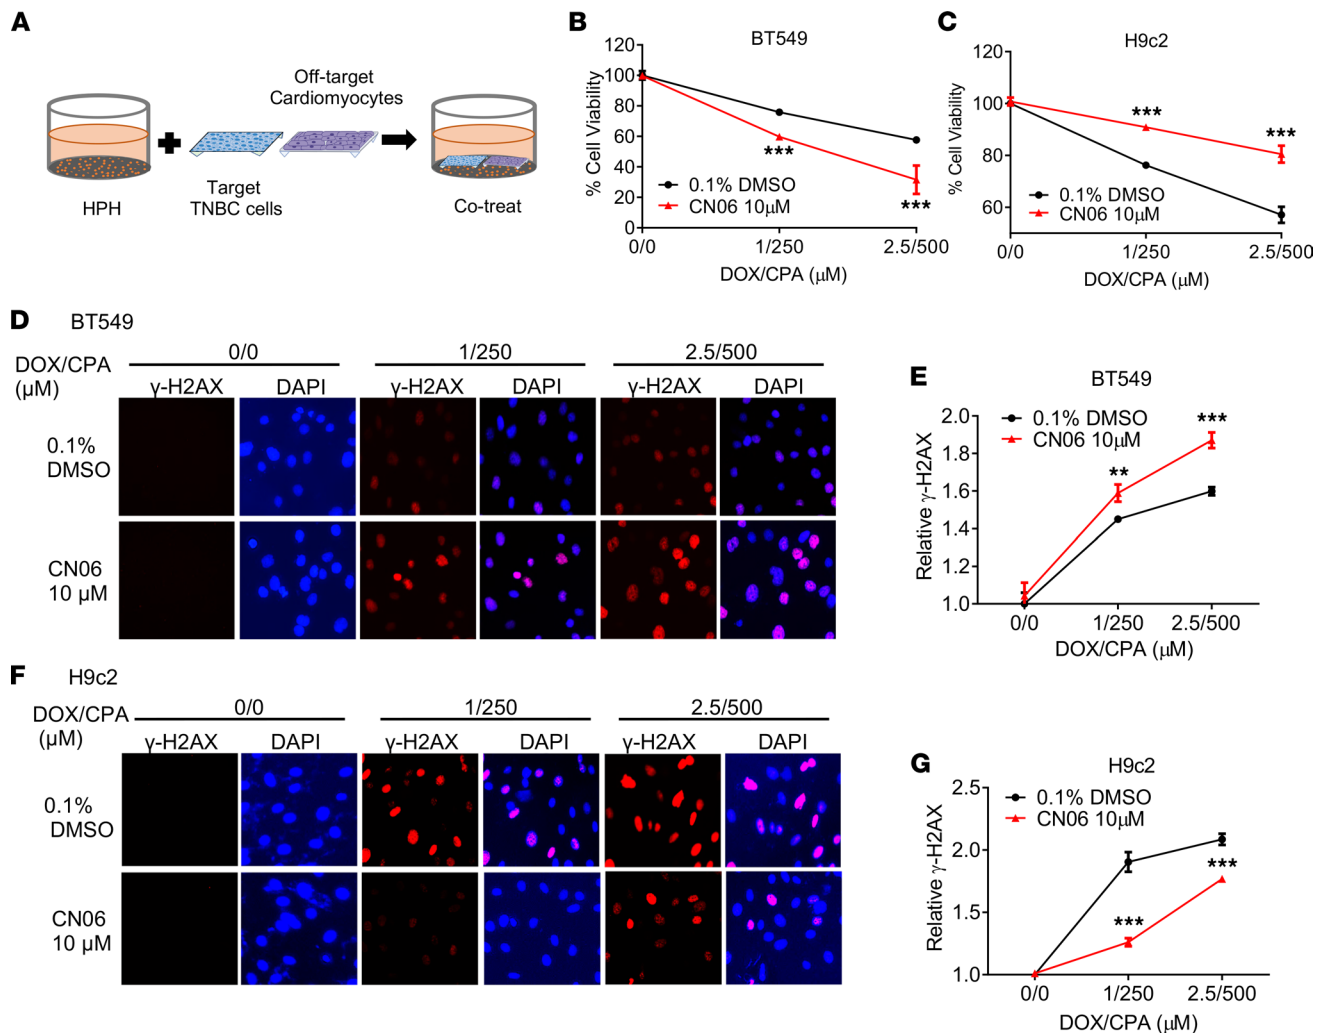 A
Off-target
Cardiomyocytes
HPH
Target
TNBC cells
Co-treat
B
BT549
% Cell Viability
120
100
80
60
40
20
0
***
***
0.1% DMSO
CN06 10μM
0/0
1/250
2.5/500
DOX/CPA (μM)
C
H9c2
% Cell Viability
120
100
80
60
***
***
0.1% DMSO
CN06 10μM
0/0
1/250
2.5/500
DOX/CPA (μM)
D
BT549
DOX/CPA
(μM)
0/0
1/250
2.5/500
γ-H2AX
DAPI
γ-H2AX
DAPI
γ-H2AX
DAPI
0.1%
DMSO
CN06
10 μM
E
BT549
Relative γ-H2AX
2.0
1.8
1.6
1.4
1.2
1.0
0.1% DMSO
CN06 10μM
**
***
0/0
1/250
2.5/500
DOX/CPA (μM)
F
H9c2
DOX/CPA
(μM)
0/0
1/250
2.5/500
γ-H2AX
DAPI
γ-H2AX
DAPI
γ-H2AX
DAPI
0.1%
DMSO
CN06
10 μM
G
H9c2
Relative γ-H2AX
2.5
2.0
1.5
1.0
0.1% DMSO
CN06 10μM
***
***
0/0
1/250
2.5/500
DOX/CPA (μM)